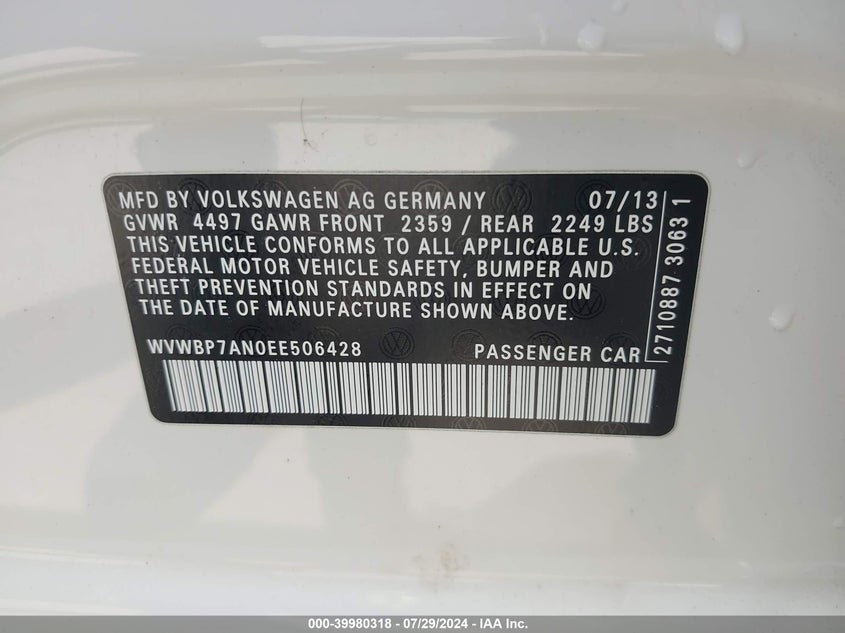 MFD BY VOLKSWAGEN AG GERMANY 07/13
GVWR 4497 GAWR FRONT 2359 / REAR 2249 LBS
THIS VEHICLE CONFORMS TO ALL APPLICABLE U.S.
FEDERAL MOTOR VEHICLE SAFETY, BUMPER AND
THEFT PREVENTION STANDARDS IN EFFECT ON
THE DATE OF MANUFACTURE SHOWN ABOVE.
WVWBP7AN0EE506428 PASSENGER CAR
2710887 3063 1
000-39980318 - 07/29/2024 - IAA Inc.